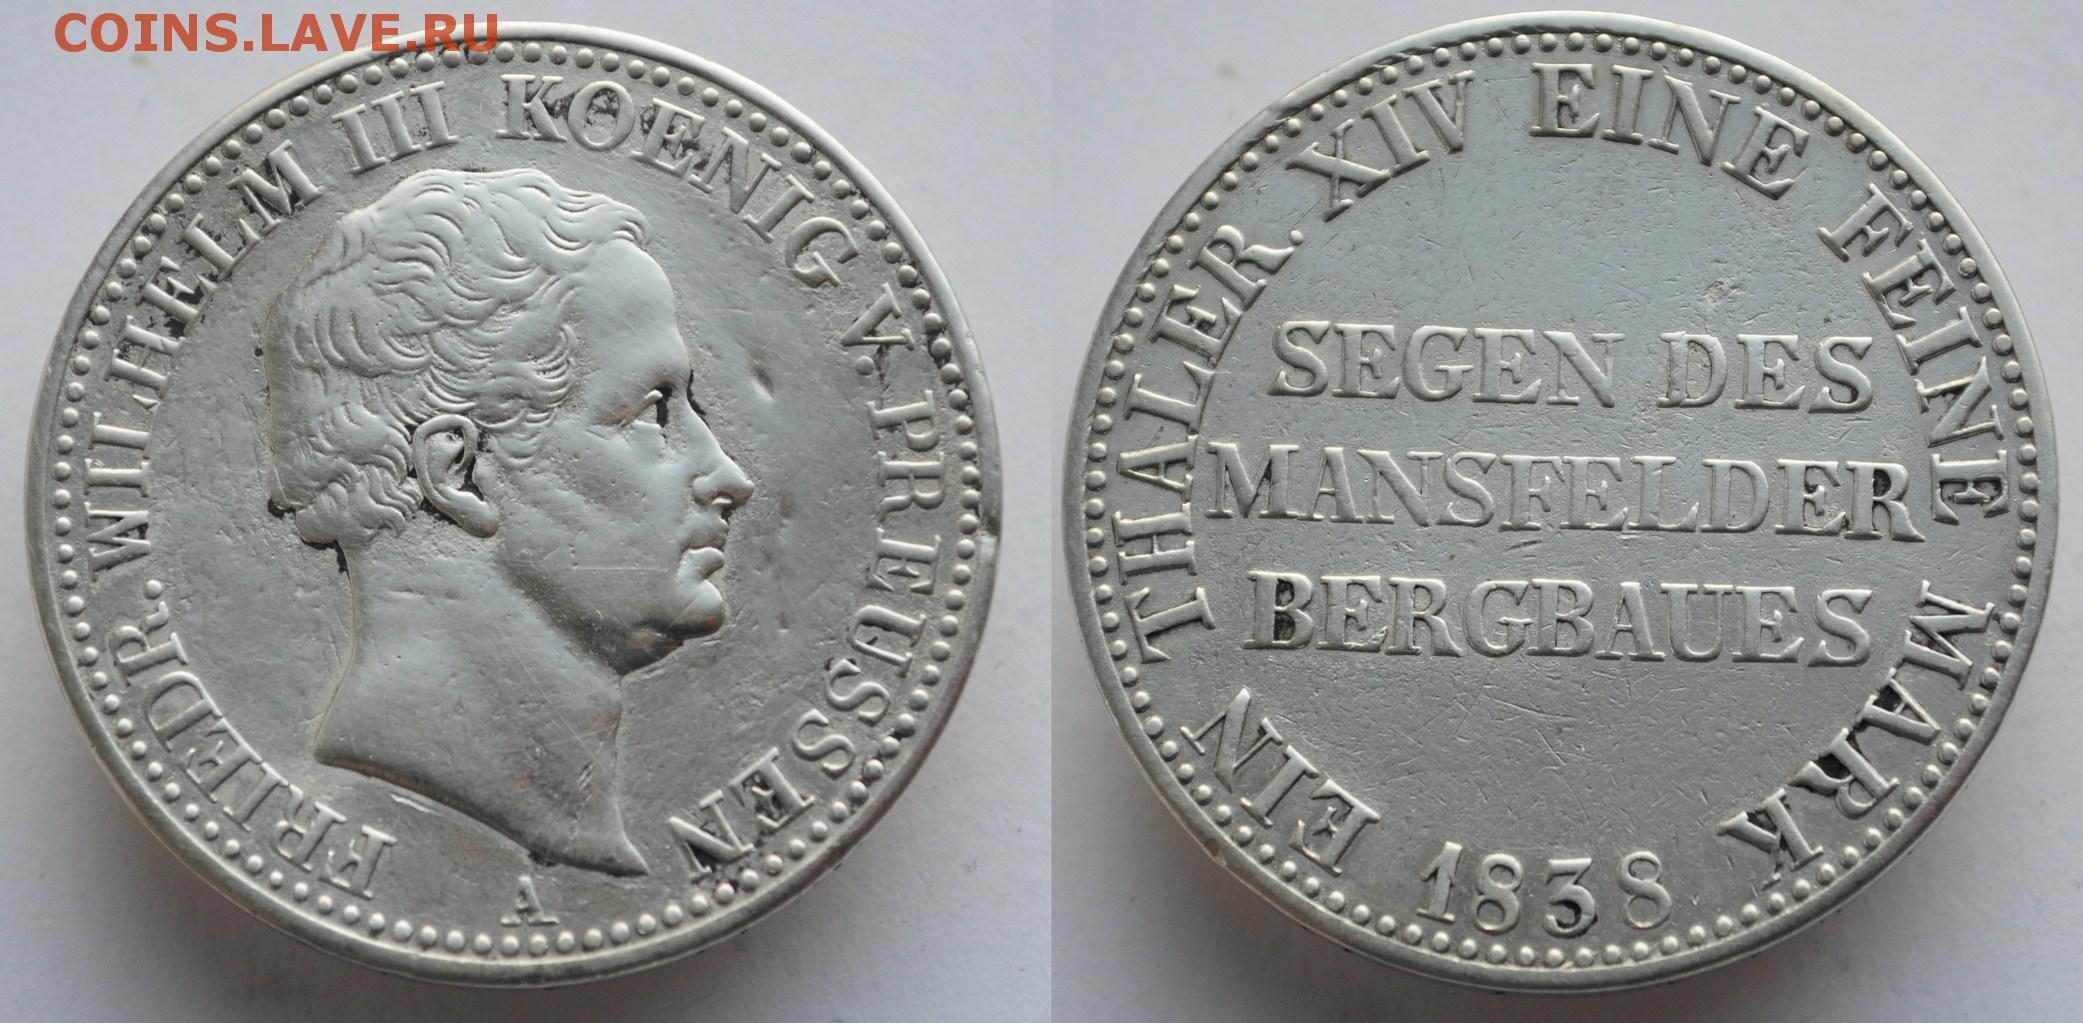 COINS.LAVE.RU
FRIEDR. WILHELM III KOENIG V. PREUSSEN
A
EIN THALER. XIV EINE FEINE MARK
SEGEN DES
MANSFELDER
BERGBAUES
1838